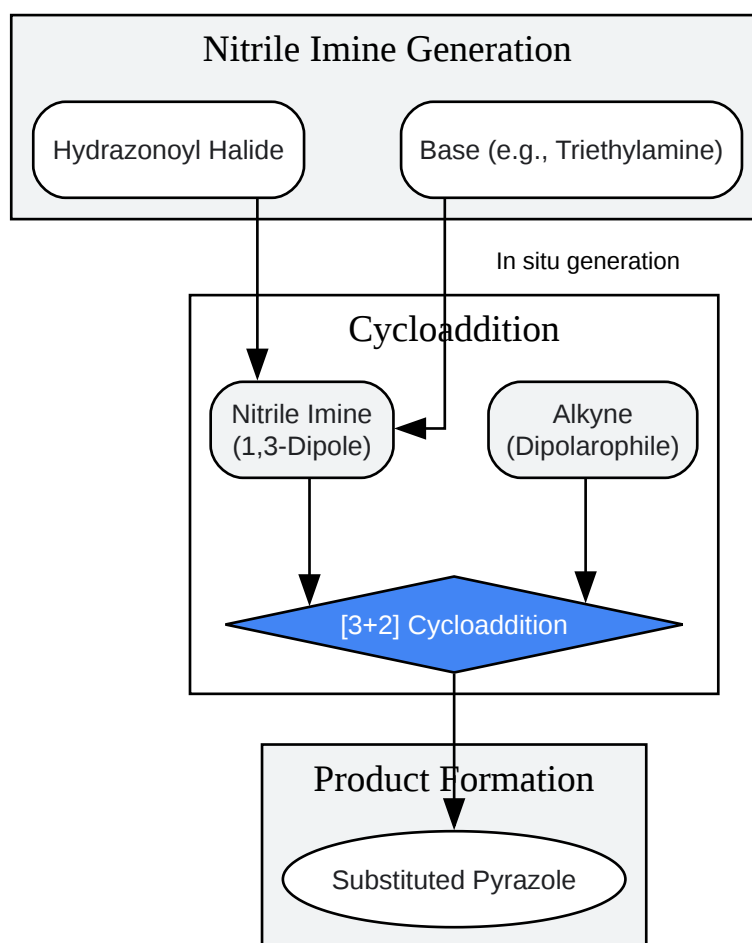 Nitrile Imine Generation
Hydrazonoyl Halide
Base (e.g., Triethylamine)
In situ generation
Cycloaddition
Nitrile Imine
(1,3-Dipole)
Alkyne
(Dipolarophile)
[3+2] Cycloaddition
Product Formation
Substituted Pyrazole